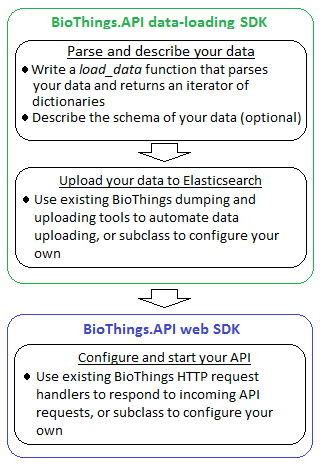 BioThings.API data-loading SDK
Parse and describe your data
● Write a load_data function that parses
your data and returns an iterator of
dictionaries
● Describe the schema of your data (optional)
Upload your data to Elasticsearch
● Use existing BioThings dumping and
uploading tools to automate data
uploading, or subclass to configure your
own
BioThings.API web SDK
Configure and start your API
● Use existing BioThings HTTP request
handlers to respond to incoming API
requests, or subclass to configure your
own